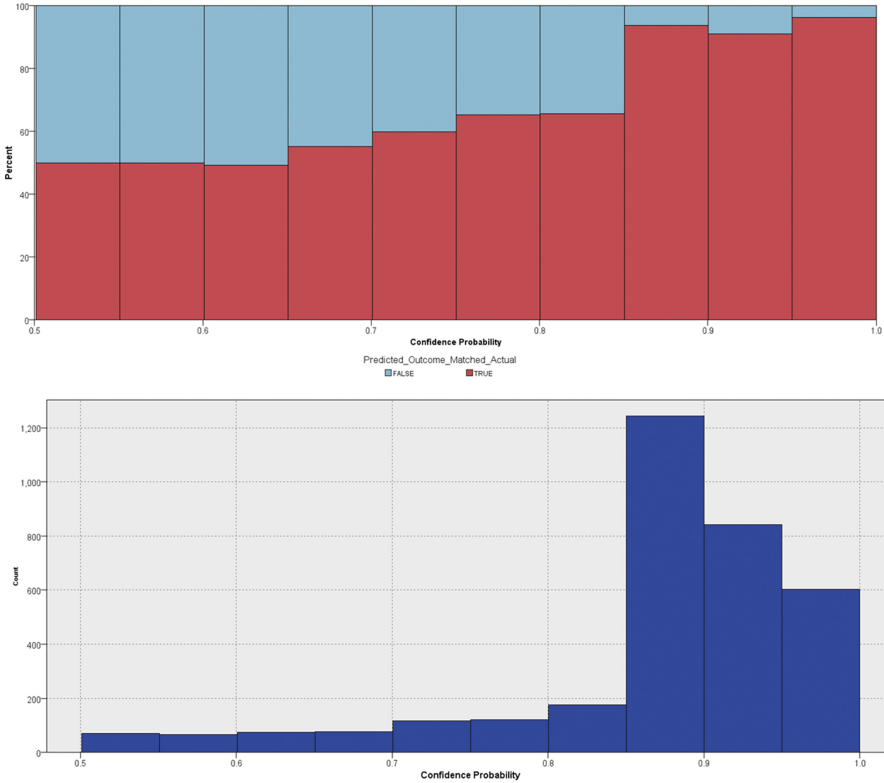 100
80
60
40
20
0
Percent
0.5 0.6 0.7 0.8 0.9 1.0
Confidence Probability
Predicted_Outcome_Matched_Actual
FALSE TRUE
1,200
1,000
800
600
400
200
0
Count
0.5 0.6 0.7 0.8 0.9 1.0
Confidence Probability